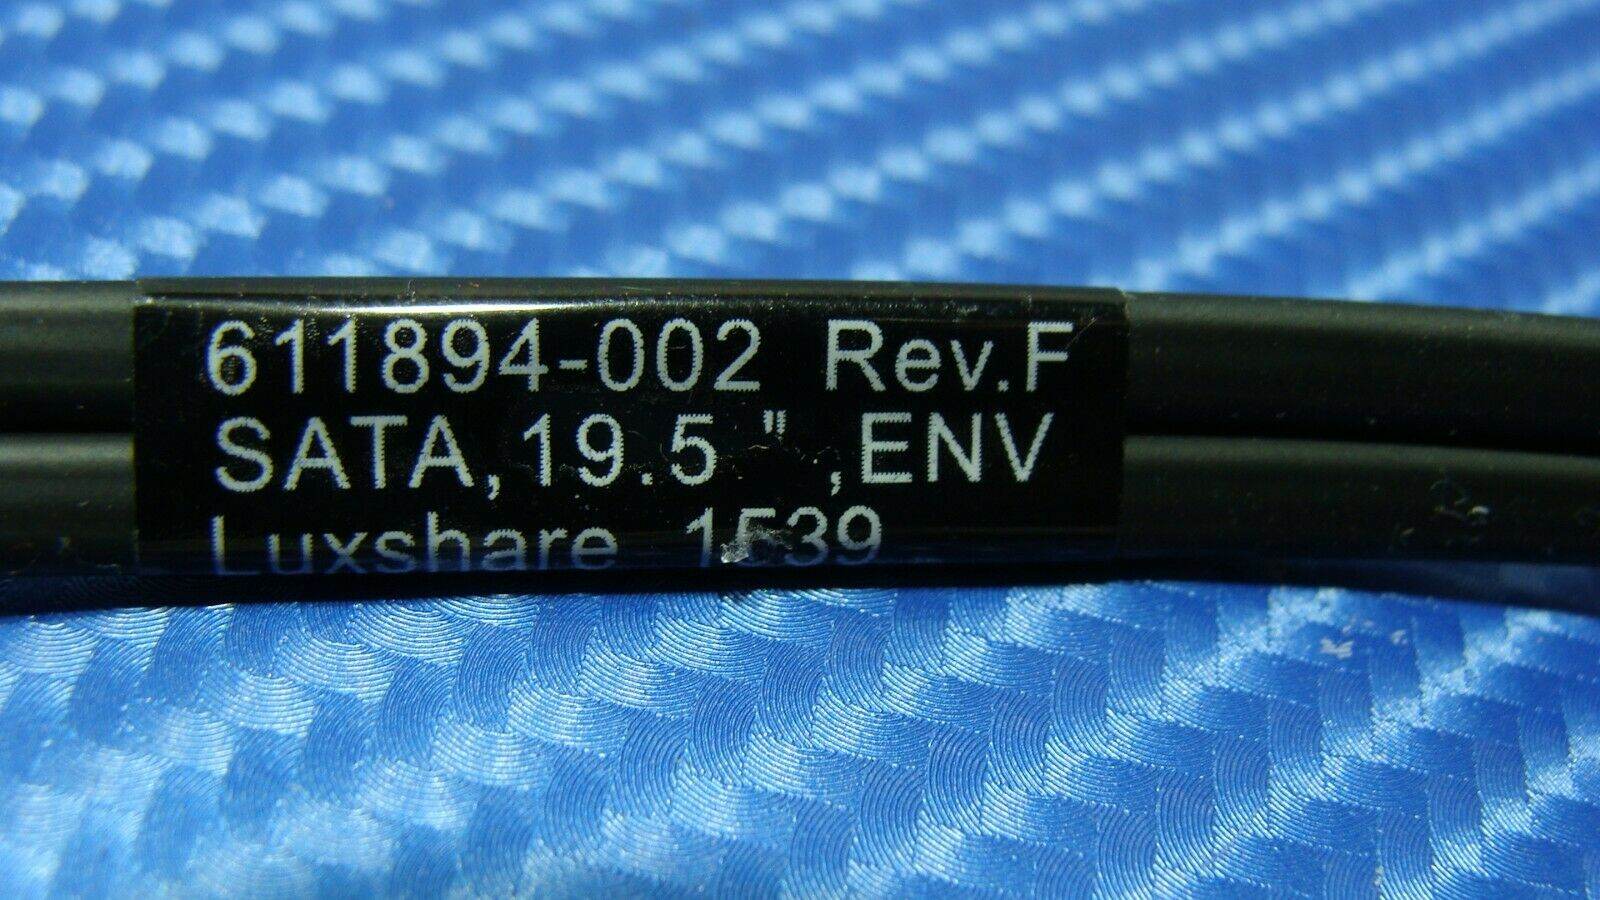 611894-002 Rev.F
SATA,19.5 " ,ENV
Luxshare 1539